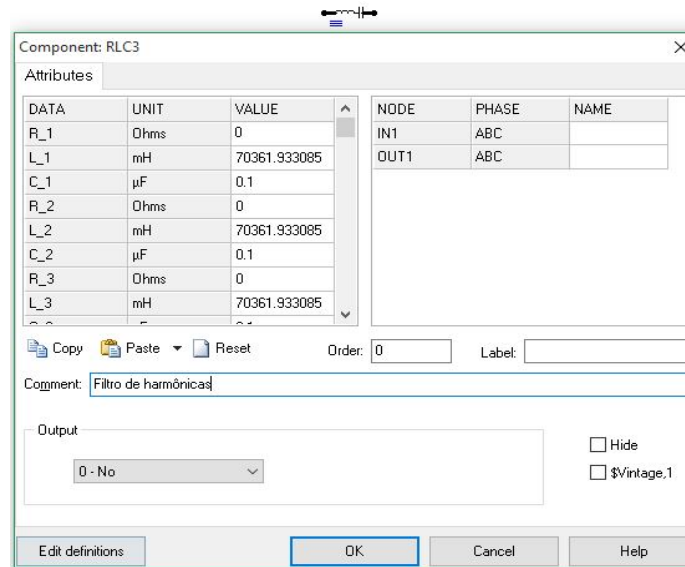 Component: RLC3
Attributes
DATA UNIT VALUE
R_1 Ohms 0
L_1 mH 70361.933085
C_1 µF 0.1
R_2 Ohms 0
L_2 mH 70361.933085
C_2 µF 0.1
R_3 Ohms 0
L_3 mH 70361.933085
NODE PHASE NAME
IN1 ABC
OUT1 ABC
Copy Paste Reset Order: 0 Label:
Comment: Filtro de harmônicas
Output
0 - No
Hide
$Vintage,1
Edit definitions OK Cancel Help